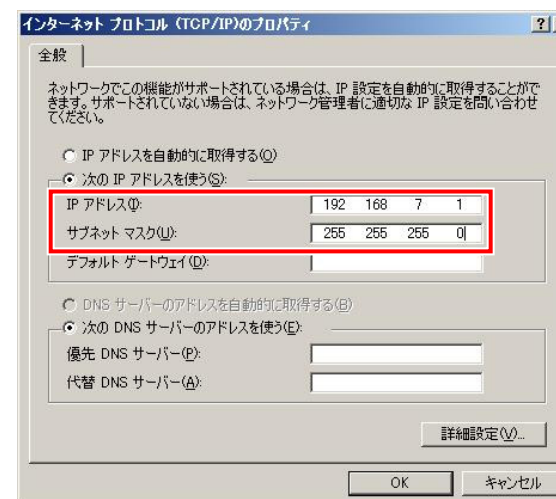 インターネット プロトコル (TCP/IP)のプロパティ
?
全般
ネットワークでこの機能がサポートされている場合は、IP 設定を自動的に取得することがで
きます。サポートされていない場合は、ネットワーク管理者に適切な IP 設定を問い合わせ
てください。
IP アドレスを自動的に取得する(O)
次の IP アドレスを使う(S):
IP アドレス(I): 192 168 7 1
サブネット マスク(U): 255 255 255 0
デフォルト ゲートウェイ(D):
DNS サーバーのアドレスを自動的に取得する(B)
次の DNS サーバーのアドレスを使う(E):
優先 DNS サーバー(P):
代替 DNS サーバー(A):
詳細設定(V)...
OK キャンセル